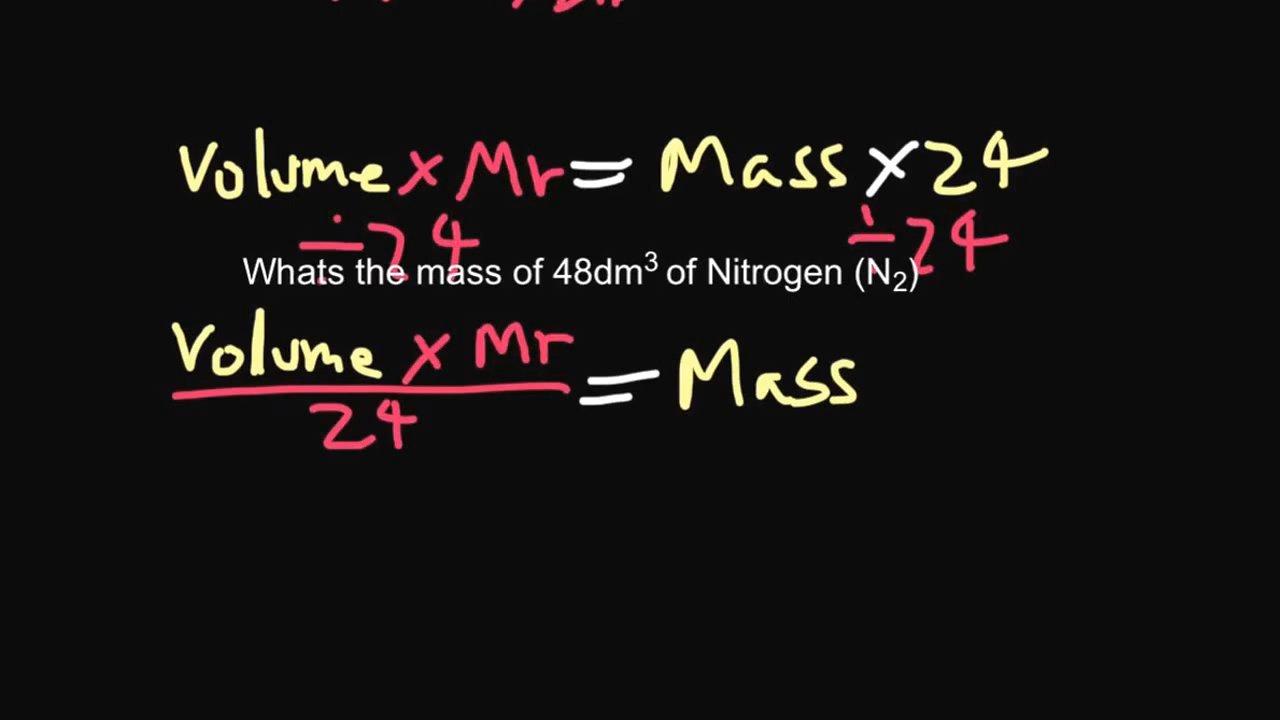 Volume × Mr = Mass × 24
÷24 ÷24
Whats the mass of 48dm³ of Nitrogen (N₂)
Volume × Mr = Mass
24